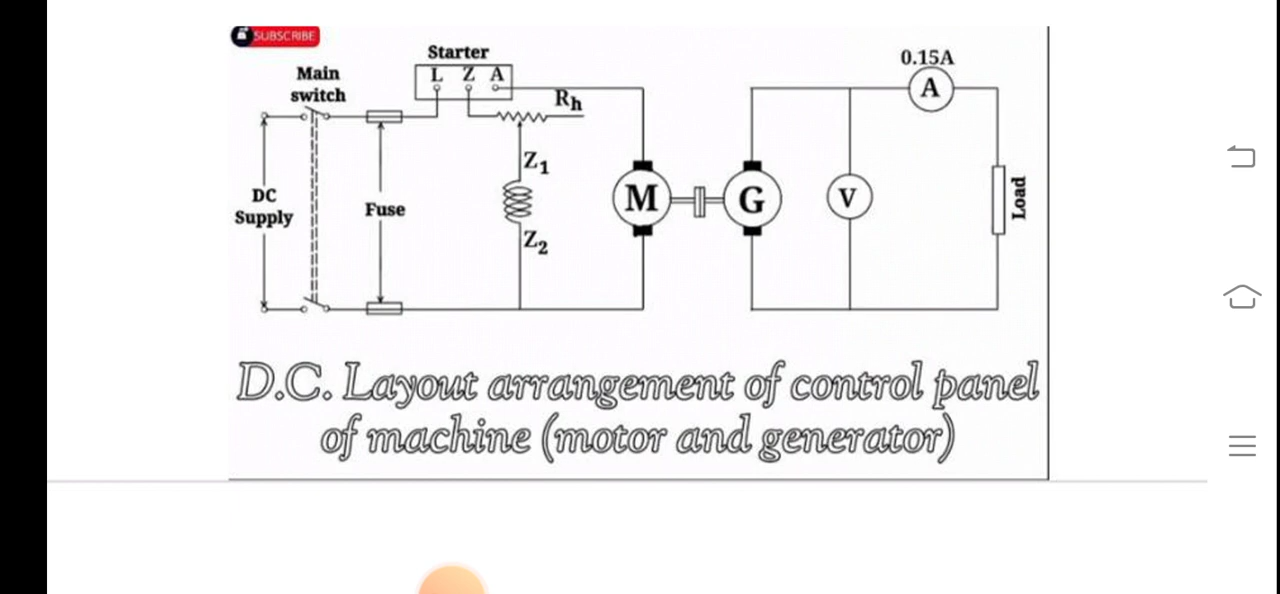 SUBSCRIBE
Starter
L Z A
Main
switch
Rh
0.15A
A
Z1
DC
Supply
Fuse
M
G
V
Load
Z2
D.C. Layout arrangement of control panel
of machine (motor and generator)